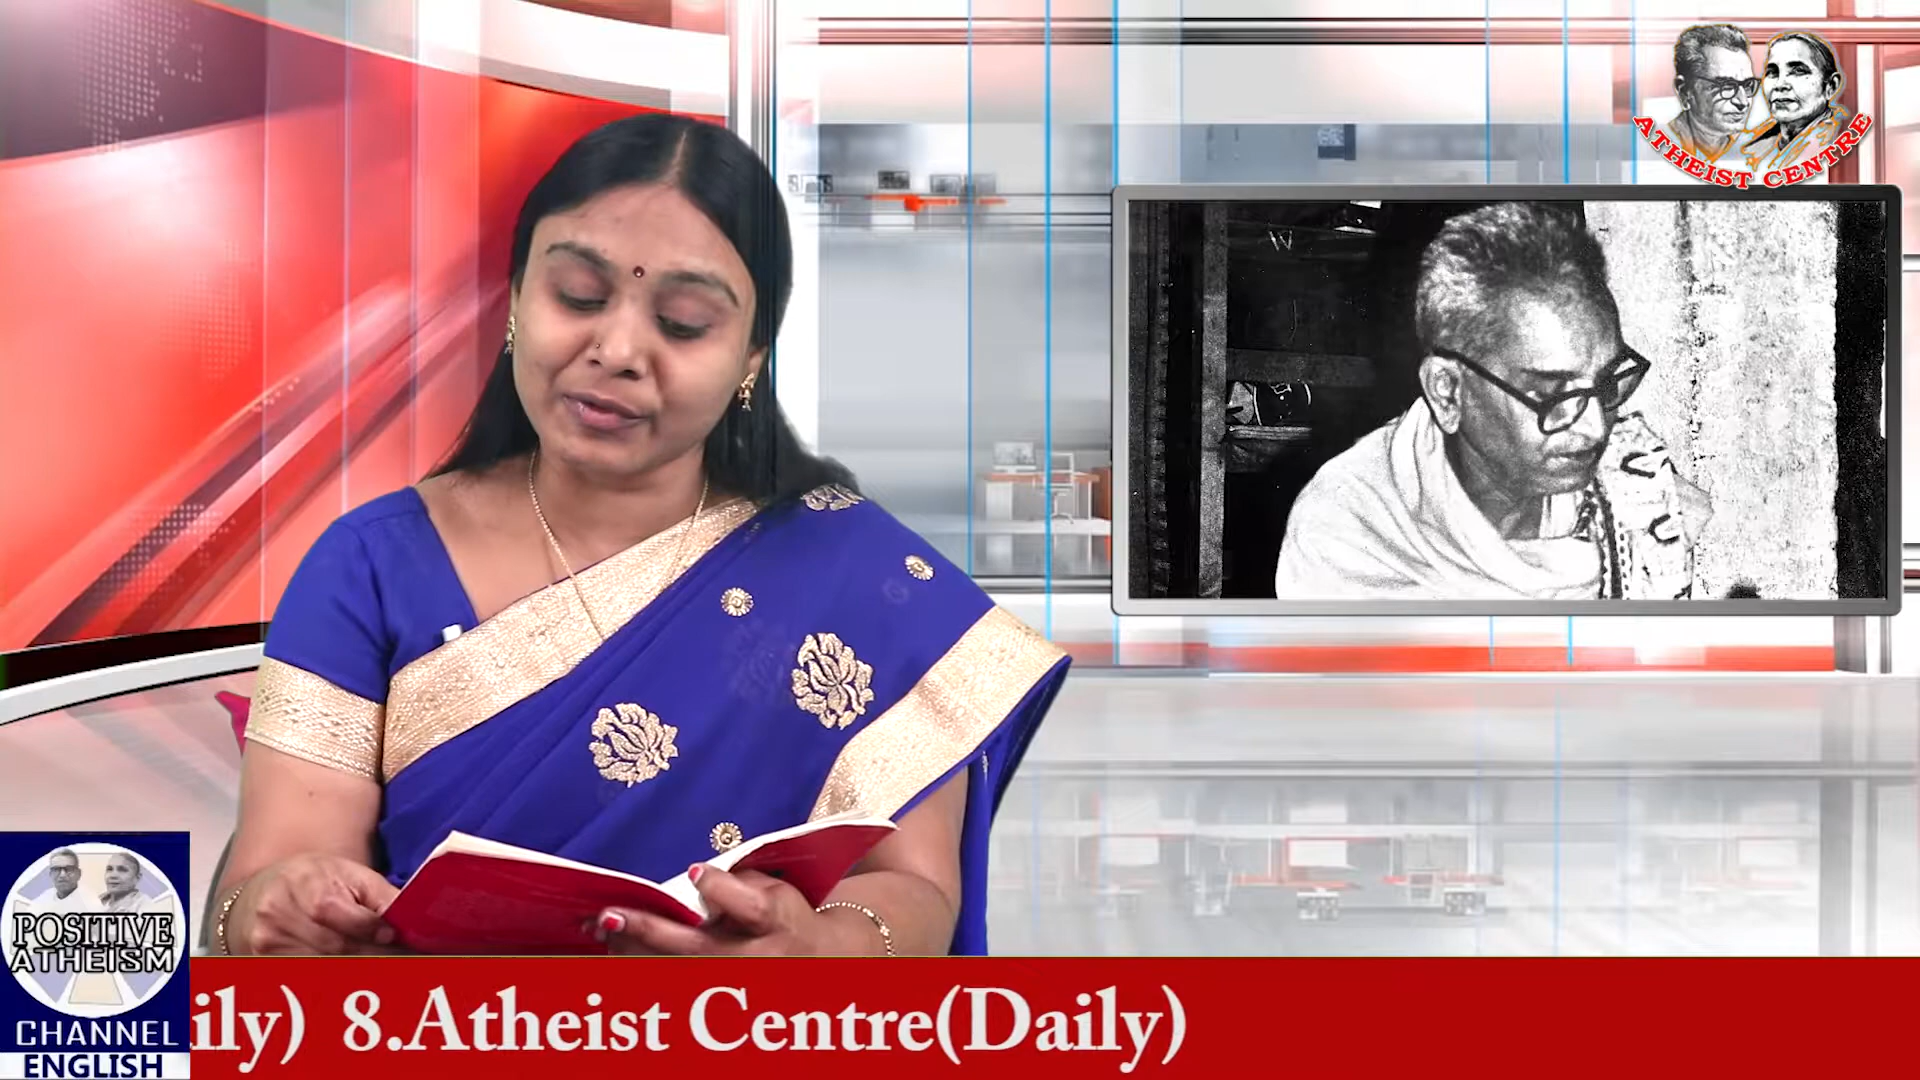 ATHEIST CENTRE
W
POSITIVE
ATHEISM
CHANNEL
ENGLISH
ily) 8.Atheist Centre(Daily)